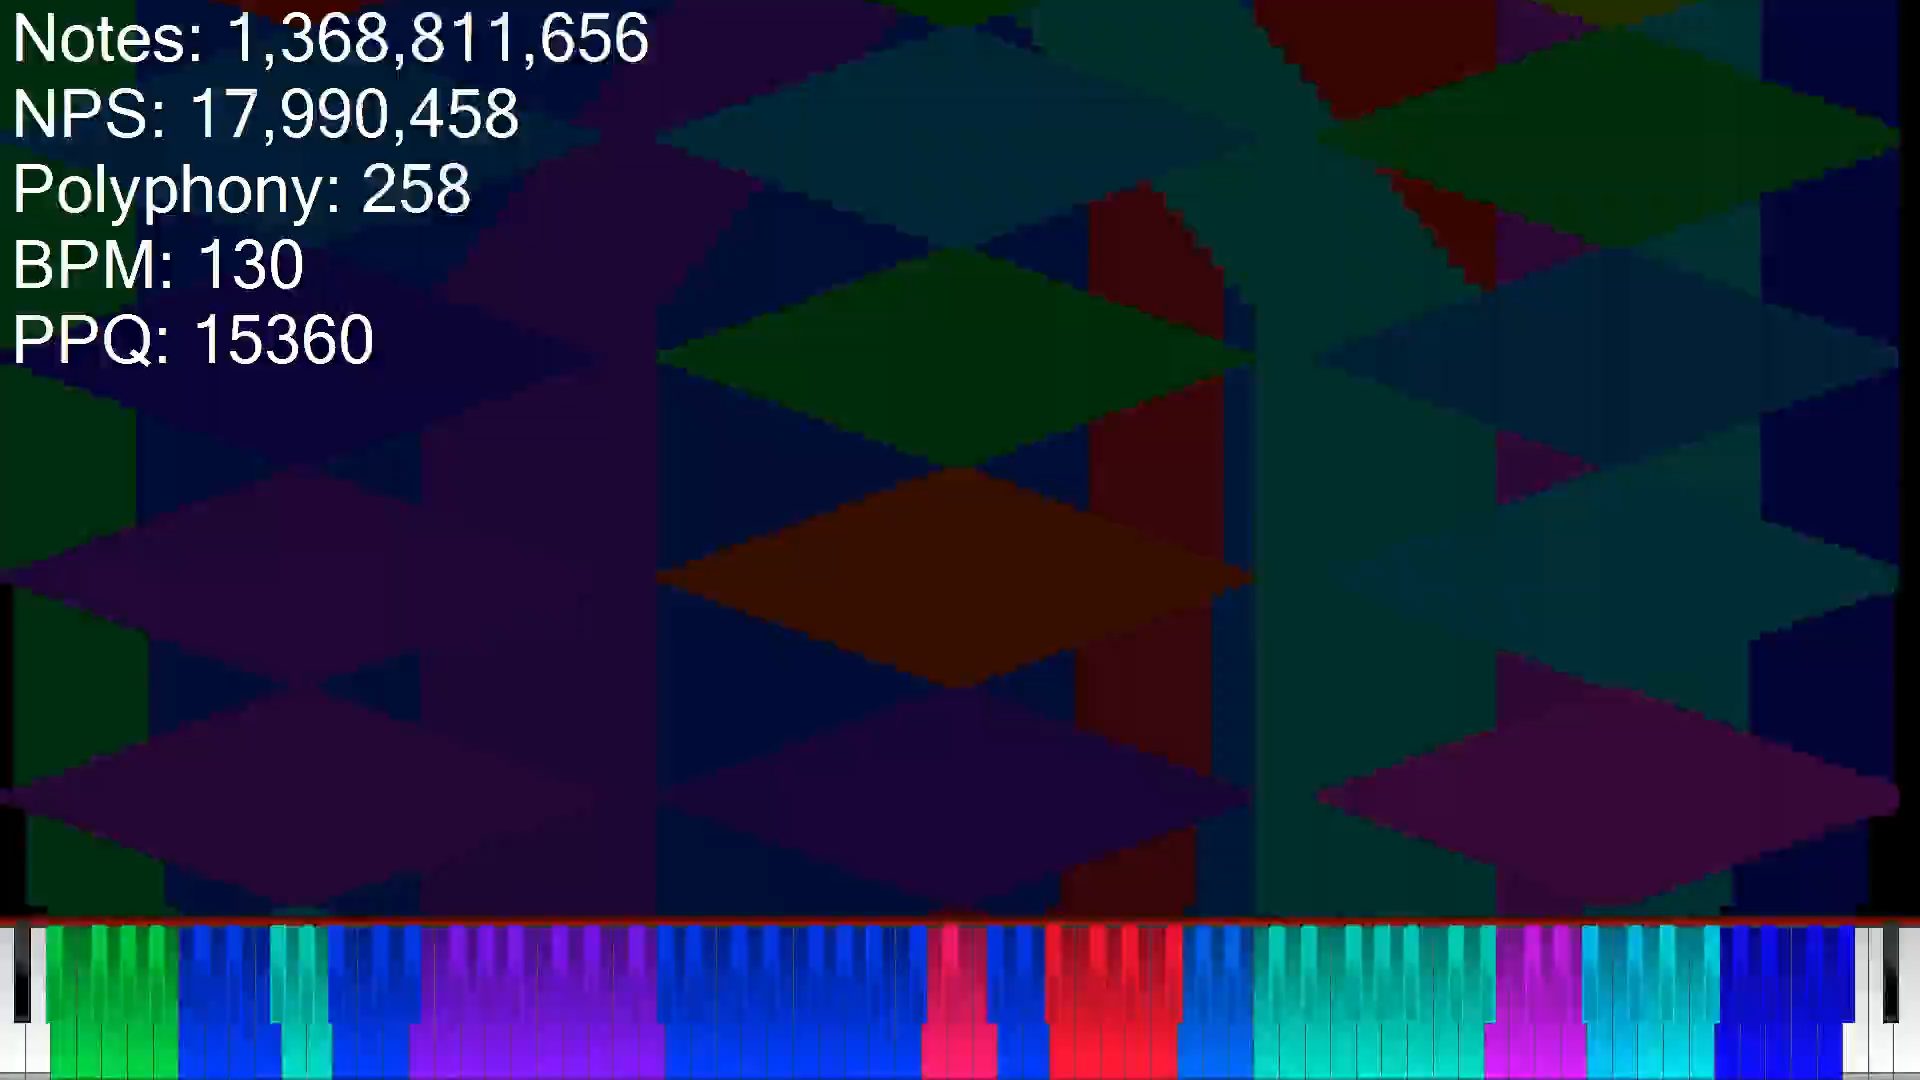 Notes: 1,368,811,656
NPS: 17,990,458
Polyphony: 258
BPM: 130
PPQ: 15360